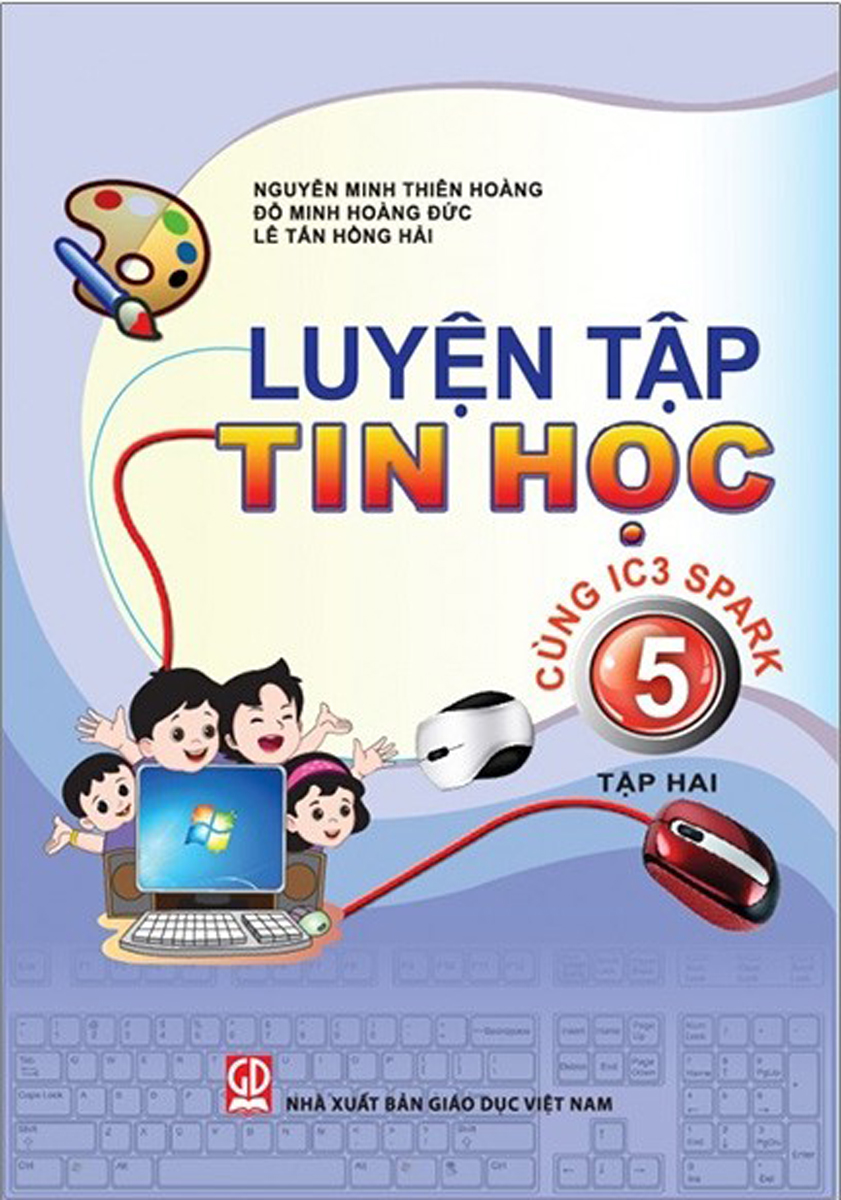 NGUYỄN MINH THIÊN HOÀNG
ĐỖ MINH HOÀNG ĐỨC
LÊ TẤN HỒNG HẢI
LUYỆN TẬP
TIN HỌC
CÙNG IC3 SPARK
5
TẬP HAI
GD
NHÀ XUẤT BẢN GIÁO DỤC VIỆT NAM